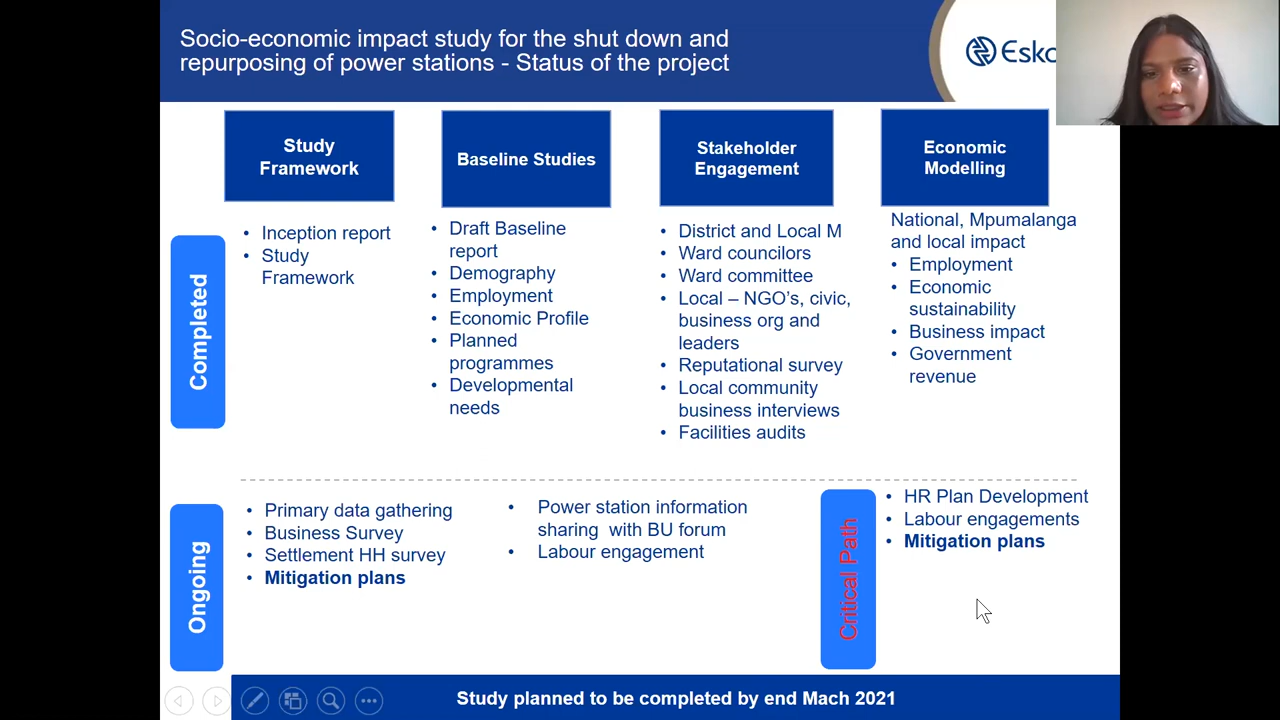 Socio-economic impact study for the shut down and
repurposing of power stations - Status of the project
Esko
Study
Framework
Baseline Studies
Stakeholder
Engagement
Economic
Modelling
Completed
• Inception report
• Study
Framework
• Draft Baseline
report
• Demography
• Employment
• Economic Profile
• Planned
programmes
• Developmental
needs
• District and Local M
• Ward councilors
• Ward committee
• Local – NGO's, civic,
business org and
leaders
• Reputational survey
• Local community
business interviews
• Facilities audits
National, Mpumalanga
and local impact
• Employment
• Economic
sustainability
• Business impact
• Government
revenue
Ongoing
• Primary data gathering
• Business Survey
• Settlement HH survey
• Mitigation plans
• Power station information
sharing with BU forum
• Labour engagement
Critical Path
• HR Plan Development
• Labour engagements
• Mitigation plans
Study planned to be completed by end Mach 2021